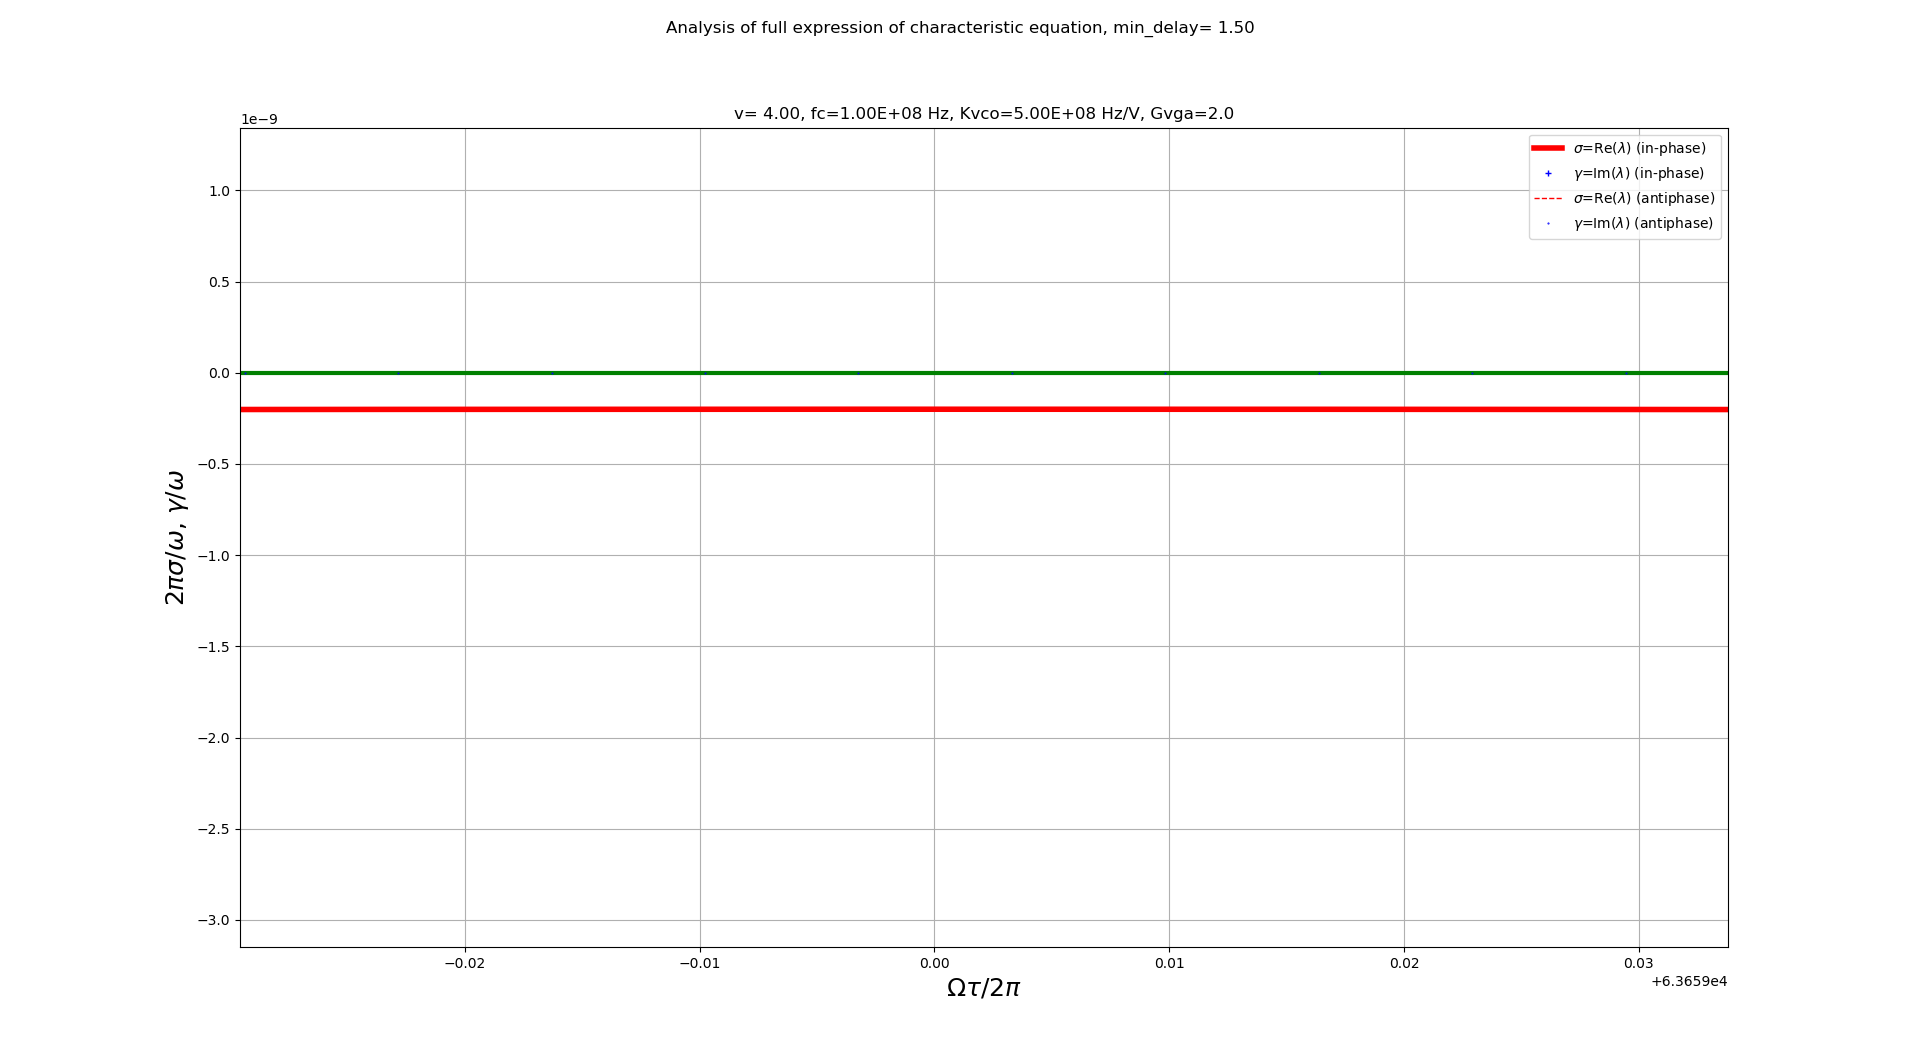 Analysis of full expression of characteristic equation, min_delay= 1.50
v= 4.00, fc=1.00E+08 Hz, Kvco=5.00E+08 Hz/V, Gvga=2.0
1e−9
σ=Re(λ) (in-phase)
γ=Im(λ) (in-phase)
σ=Re(λ) (antiphase)
γ=Im(λ) (antiphase)
1.0
0.5
0.0
−0.5
−1.0
−1.5
−2.0
−2.5
−3.0
2πσ/ω, γ/ω
−0.02
−0.01
0.00
0.01
0.02
0.03
+6.3659e4
Ωτ/2π